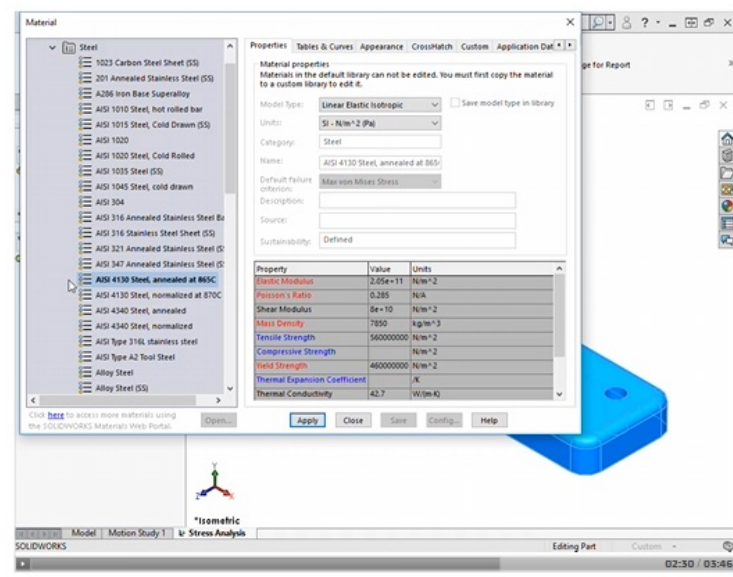 Material
Steel
1023 Carbon Steel Sheet (SS)
201 Annealed Stainless Steel (SS)
A286 Iron Base Superalloy
AISI 1010 Steel, hot rolled bar
AISI 1015 Steel, Cold Drawn (SS)
AISI 1020
AISI 1020 Steel, Cold Rolled
AISI 1035 Steel (SS)
AISI 1045 Steel, cold drawn
AISI 304
AISI 316 Annealed Stainless Steel Ba
AISI 316 Stainless Steel Sheet (SS)
AISI 321 Annealed Stainless Steel (S
AISI 347 Annealed Stainless Steel (S
AISI 4130 Steel, annealed at 865C
AISI 4130 Steel, normalized at 870C
AISI 4340 Steel, annealed
AISI 4340 Steel, normalized
AISI Type 316L stainless steel
AISI Type A2 Tool Steel
Alloy Steel
Alloy Steel (SS)
Click here to access more materials using
the SOLIDWORKS Materials Web Portal.
Open...
Properties Tables & Curves Appearance CrossHatch Custom Application Dat
Material properties
Materials in the default library can not be edited. You must first copy the material
to a custom library to edit it.
Model Type: Linear Elastic Isotropic Save model type in library
Units: SI - N/m^2 (Pa)
Category: Steel
Name: AISI 4130 Steel, annealed at 865
Default failure
criterion: Max von Mises Stress
Description:
Source:
Sustainability: Defined
Property Value Units
Elastic Modulus 2.05e+11 N/m^2
Poisson's Ratio 0.285 N/A
Shear Modulus 8e+10 N/m^2
Mass Density 7850 kg/m^3
Tensile Strength 560000000 N/m^2
Compressive Strength N/m^2
Yield Strength 460000000 N/m^2
Thermal Expansion Coefficient /K
Thermal Conductivity 42.7 W/(m·K)
Apply Close Save Config... Help
ge for Report
Y
*Isometric
Model Motion Study 1 Stress Analysis
SOLIDWORKS Editing Part Custom
02:30 / 03:46